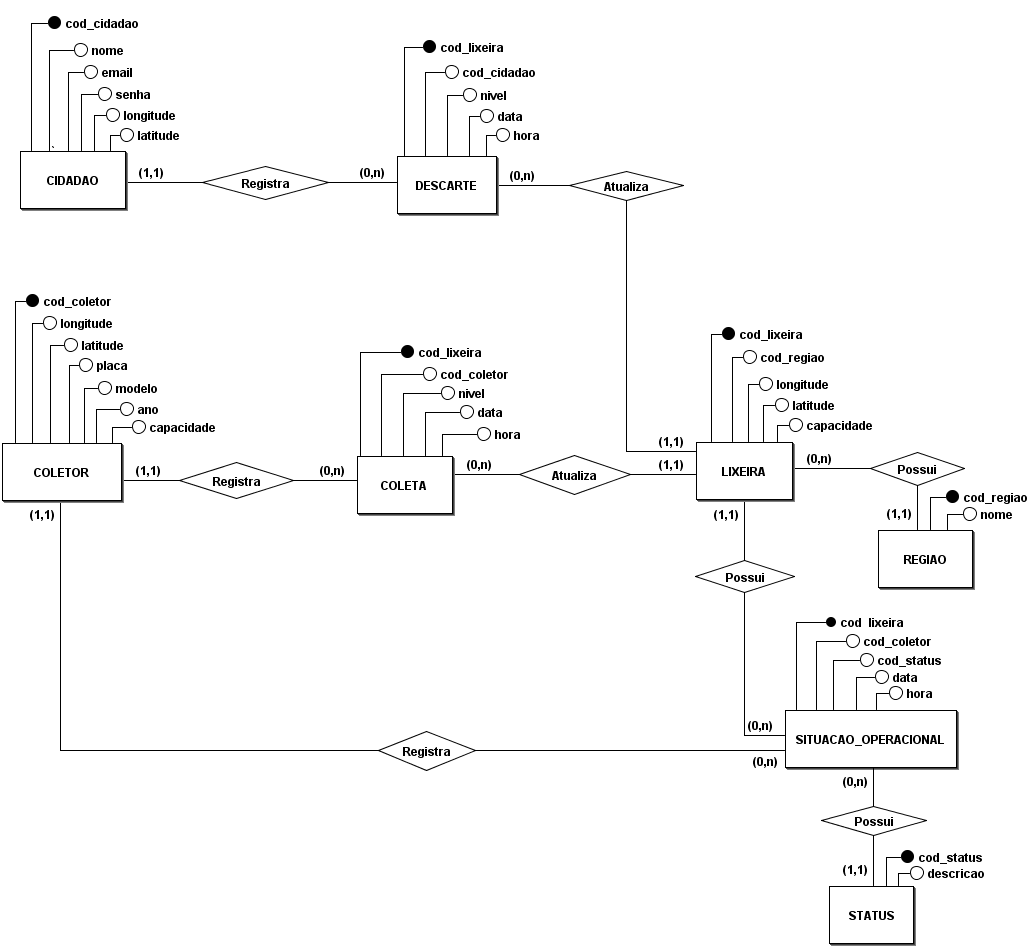 cod_cidadao
nome
email
senha
longitude
latitude
CIDADAO
(1,1)
Registra
(0,n)
cod_lixeira
cod_cidadao
nivel
data
hora
DESCARTE
(0,n)
Atualiza
(1,1)
cod_coletor
longitude
latitude
placa
modelo
ano
capacidade
COLETOR
(1,1)
Registra
(0,n)
cod_lixeira
cod_coletor
nivel
data
hora
COLETA
(0,n)
Atualiza
(1,1)
cod_lixeira
cod_regiao
longitude
latitude
capacidade
LIXEIRA
(0,n)
Possui
(1,1)
cod_regiao
nome
REGIAO
(1,1)
Possui
(0,n)
(1,1)
Registra
(0,n)
cod_lixeira
cod_coletor
cod_status
data
hora
SITUACAO_OPERACIONAL
(0,n)
Possui
(1,1)
cod_status
descricao
STATUS